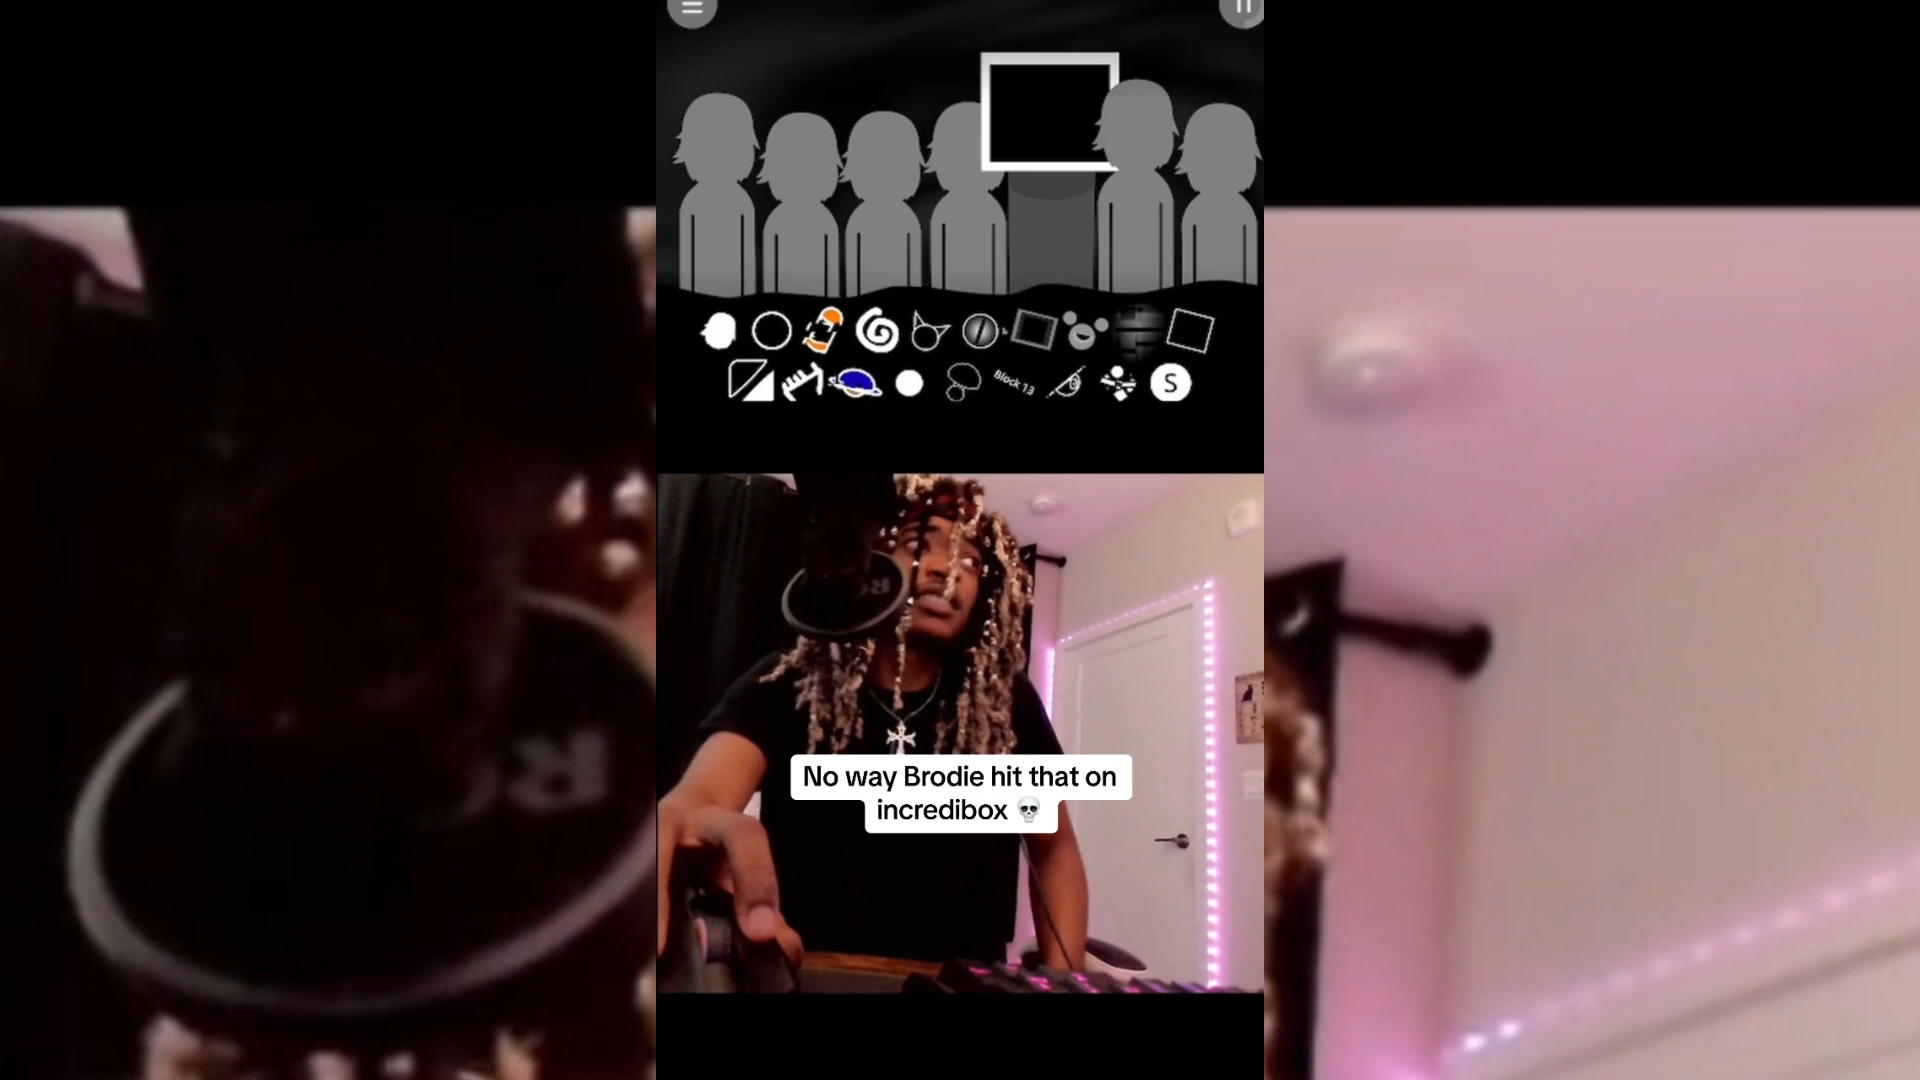 Block 13
S
No way Brodie hit that on
incredibox 💀